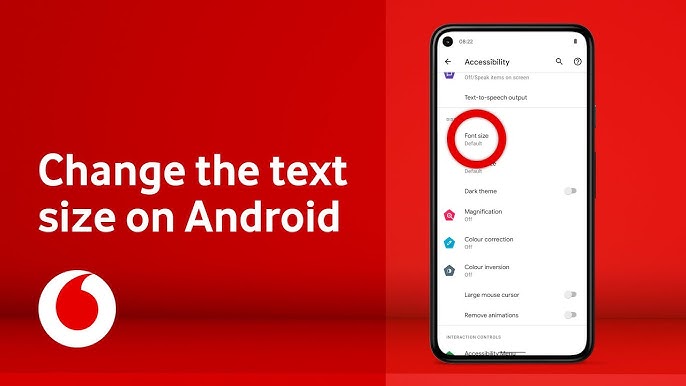 Change the text
size on Android
08:22
Accessibility
Off/Speak items on screen
Text-to-speech output
Font size
Default
Default
Dark theme
Magnification
Off
Colour correction
Off
Colour inversion
Off
Large mouse cursor
Remove animations
INTERACTION CONTROLS
Accessibility Menu